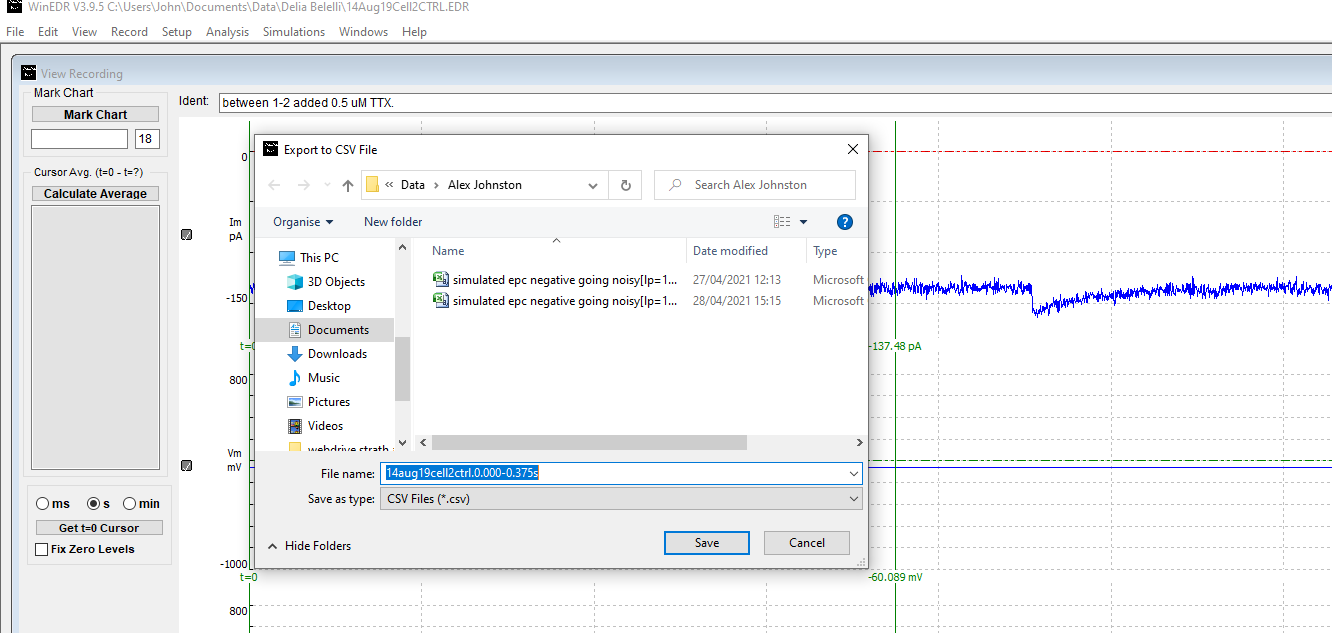 WinEDR V3.9.5 C:\Users\John\Documents\Data\Delia Belelli\14Aug19Cell2CTRL.EDR
File Edit View Record Setup Analysis Simulations Windows Help
View Recording
Mark Chart
Mark Chart
18
Ident: between 1-2 added 0.5 uM TTX.
Cursor Avg. (t=0 - t=?)
Calculate Average
ms s min
Get t=0 Cursor
Fix Zero Levels
0
Im
pA
-150
t=0
-137.48 pA
800
Vm
mV
-1000
t=0
-60.089 mV
800
Export to CSV File
« Data › Alex Johnston
Search Alex Johnston
Organise New folder
?
This PC
3D Objects
Desktop
Documents
Downloads
Music
Pictures
Videos
webdrive strath
Name Date modified Type
simulated epc negative going noisy[Ip=1... 27/04/2021 12:13 Microsoft
simulated epc negative going noisy[Ip=1... 28/04/2021 15:15 Microsoft
File name: 14aug19cell2ctrl.0.000-0.375s
Save as type: CSV Files (*.csv)
Hide Folders
Save Cancel